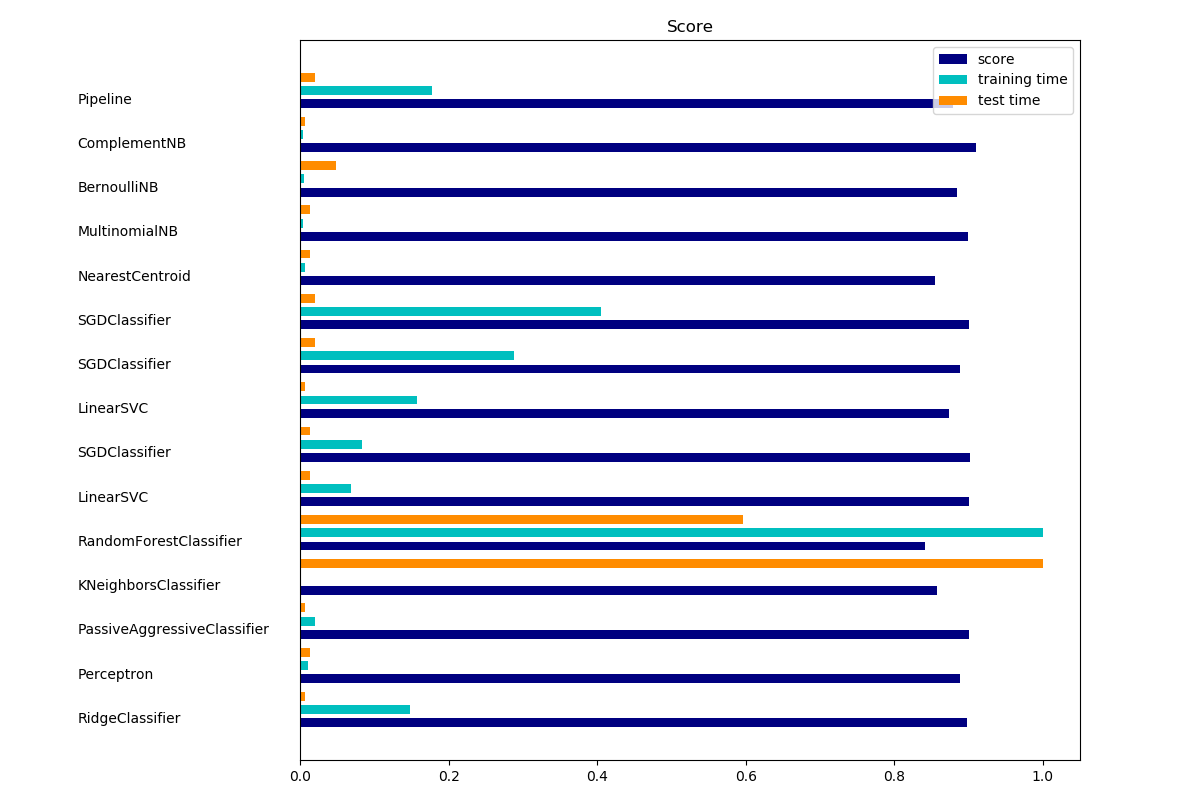 Score
score
training time
test time
Pipeline
ComplementNB
BernoulliNB
MultinomialNB
NearestCentroid
SGDClassifier
SGDClassifier
LinearSVC
SGDClassifier
LinearSVC
RandomForestClassifier
KNeighborsClassifier
PassiveAggressiveClassifier
Perceptron
RidgeClassifier
0.0 0.2 0.4 0.6 0.8 1.0